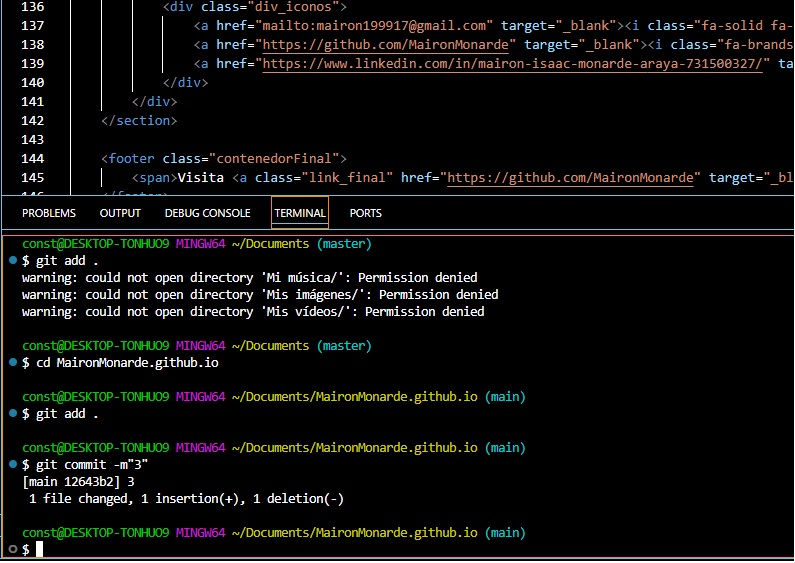 136 <div class="div_iconos">
137 <a href="mailto:mairon199917@gmail.com" target="_blank"><i class="fa-solid fa-
138 <a href="https://github.com/MaironMonarde" target="_blank"><i class="fa-brands
139 <a href="https://www.linkedin.com/in/mairon-isaac-monarde-araya-731500327/" ta
140 </div>
141 </div>
142 </section>
143
144 <footer class="contenedorFinal">
145 <span>Visita <a class="link_final" href="https://github.com/MaironMonarde" target="_bl
PROBLEMS OUTPUT DEBUG CONSOLE TERMINAL PORTS
const@DESKTOP-TONHUO9 MINGW64 ~/Documents (master)
$ git add .
warning: could not open directory 'Mi música/': Permission denied
warning: could not open directory 'Mis imágenes/': Permission denied
warning: could not open directory 'Mis vídeos/': Permission denied
const@DESKTOP-TONHUO9 MINGW64 ~/Documents (master)
$ cd MaironMonarde.github.io
const@DESKTOP-TONHUO9 MINGW64 ~/Documents/MaironMonarde.github.io (main)
$ git add .
const@DESKTOP-TONHUO9 MINGW64 ~/Documents/MaironMonarde.github.io (main)
$ git commit -m"3"
[main 12643b2] 3
1 file changed, 1 insertion(+), 1 deletion(-)
const@DESKTOP-TONHUO9 MINGW64 ~/Documents/MaironMonarde.github.io (main)
$